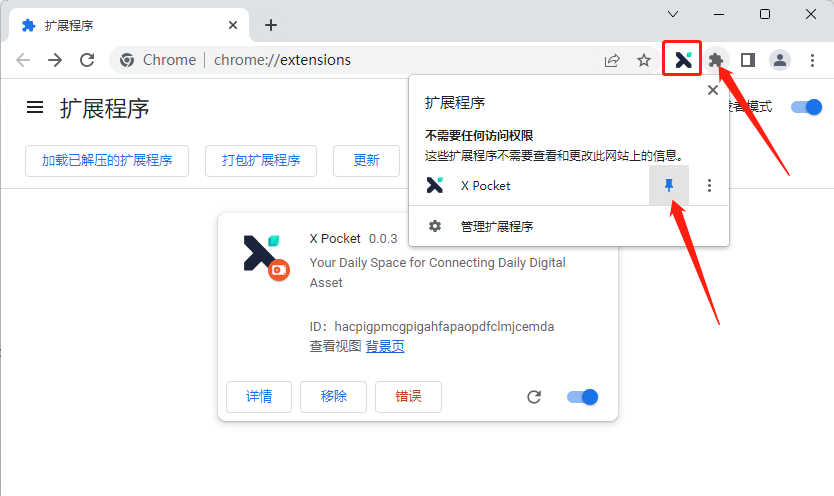 扩展程序
Chrome
chrome://extensions
扩展程序
者模式
加载已解压的扩展程序
打包扩展程序
更新
扩展程序
不需要任何访问权限
这些扩展程序不需要查看和更改此网站上的信息。
X Pocket
管理扩展程序
X Pocket 0.0.3
Your Daily Space for Connecting Daily Digital
Asset
ID：hacpigpmcgpigahfapaopdfclmjcemda
查看视图 背景页
详情
移除
错误